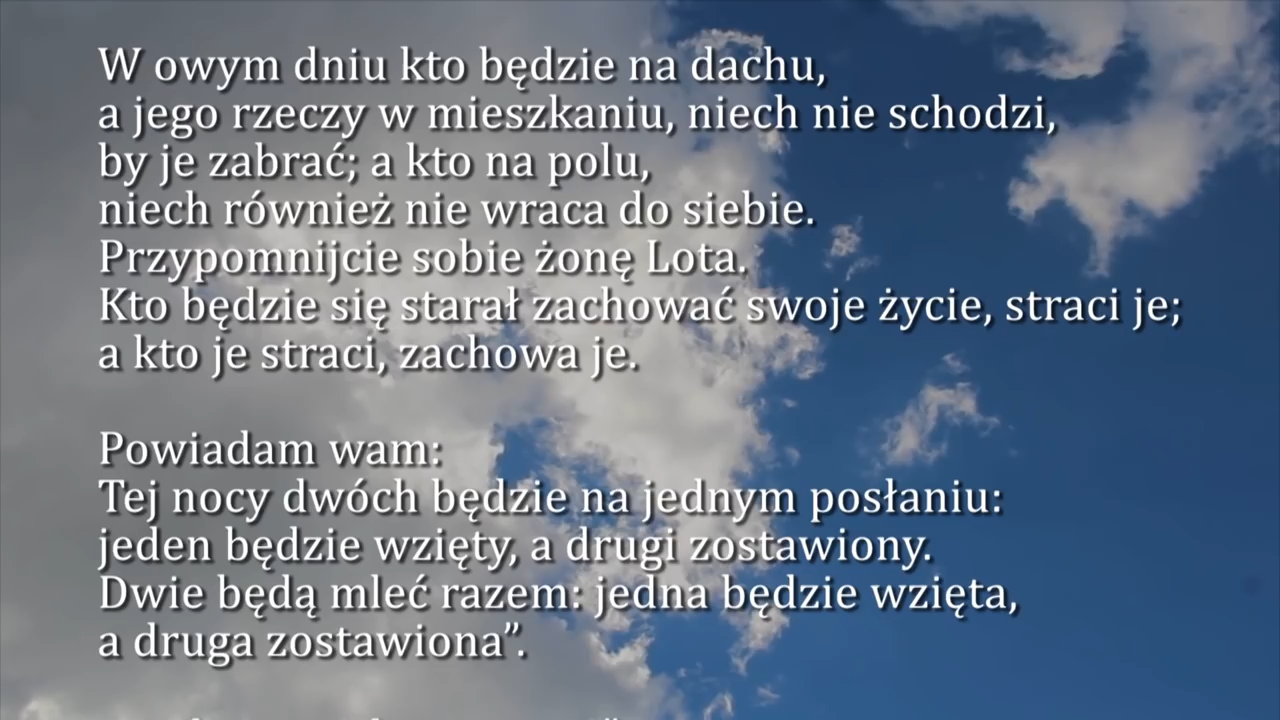 W owym dniu kto będzie na dachu,
a jego rzeczy w mieszkaniu, niech nie schodzi,
by je zabrać; a kto na polu,
niech również nie wraca do siebie.
Przypomnijcie sobie żonę Lota.
Kto będzie się starał zachować swoje życie, straci je;
a kto je straci, zachowa je.
Powiadam wam:
Tej nocy dwóch będzie na jednym posłaniu:
jeden będzie wzięty, a drugi zostawiony.
Dwie będą mleć razem: jedna będzie wzięta,
a druga zostawiona”.